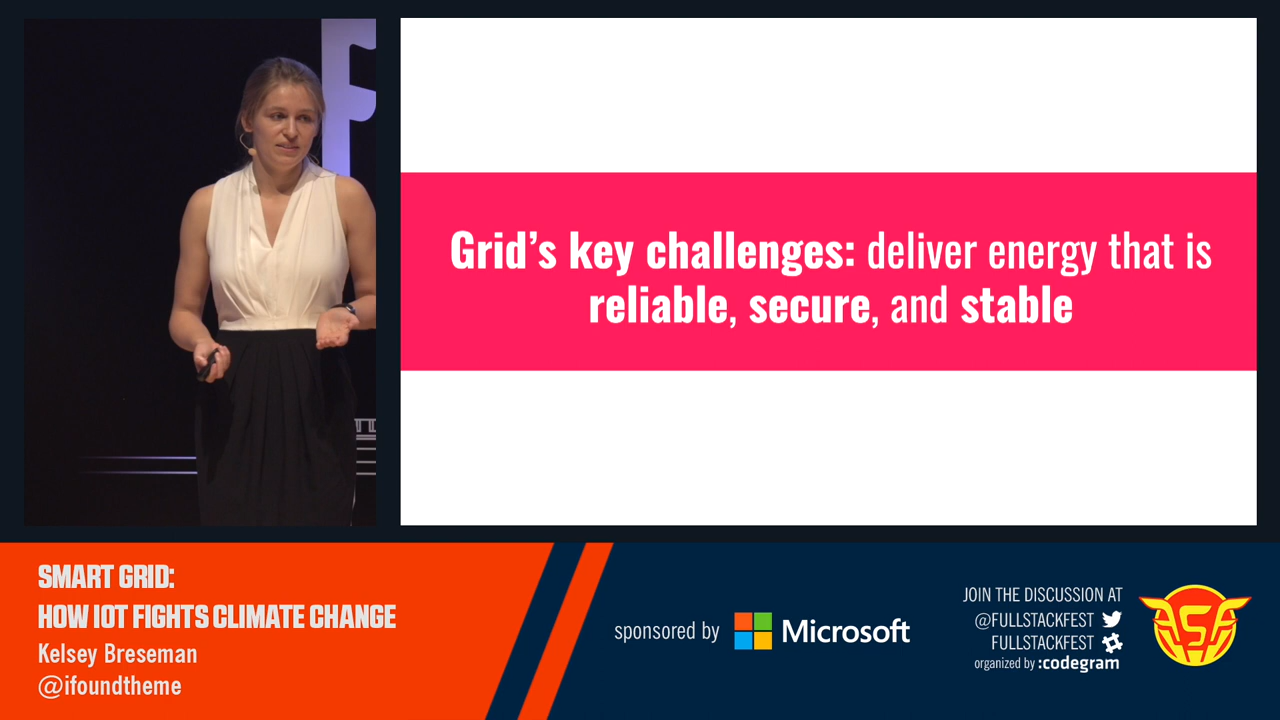 Grid’s key challenges: deliver energy that is
reliable, secure, and stable
SMART GRID:
HOW IOT FIGHTS CLIMATE CHANGE
Kelsey Breseman
@ifoundtheme
sponsored by Microsoft
JOIN THE DISCUSSION AT
@FULLSTACKFEST
FULLSTACKFEST
organized by :codegram
FSF